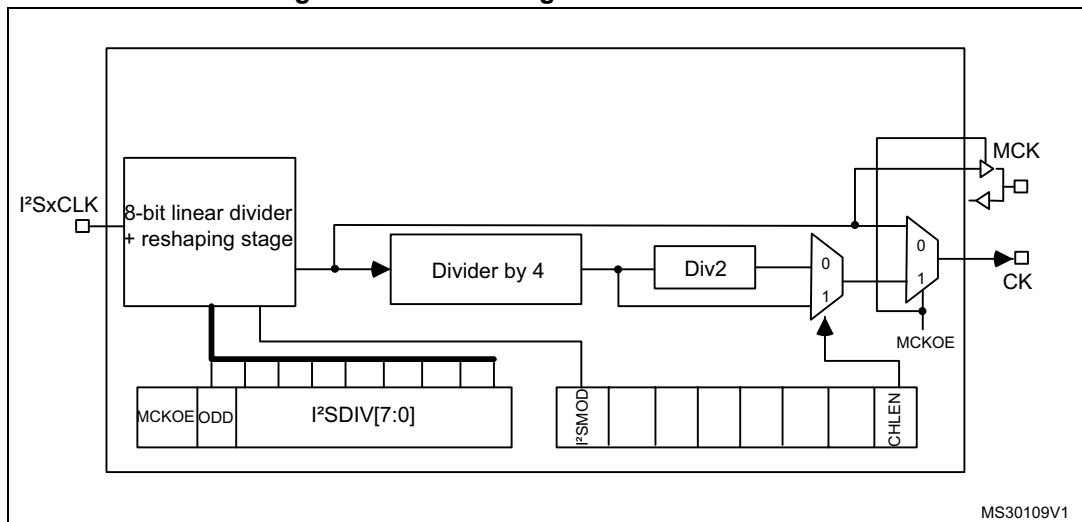 MCK
I²SxCLK
8-bit linear divider
+ reshaping stage
0
Divider by 4
Div2
0
1
1
CK
MCKOE
MCKOE
ODD
I²SDIV[7:0]
I²SMOD
CHLEN
MS30109V1